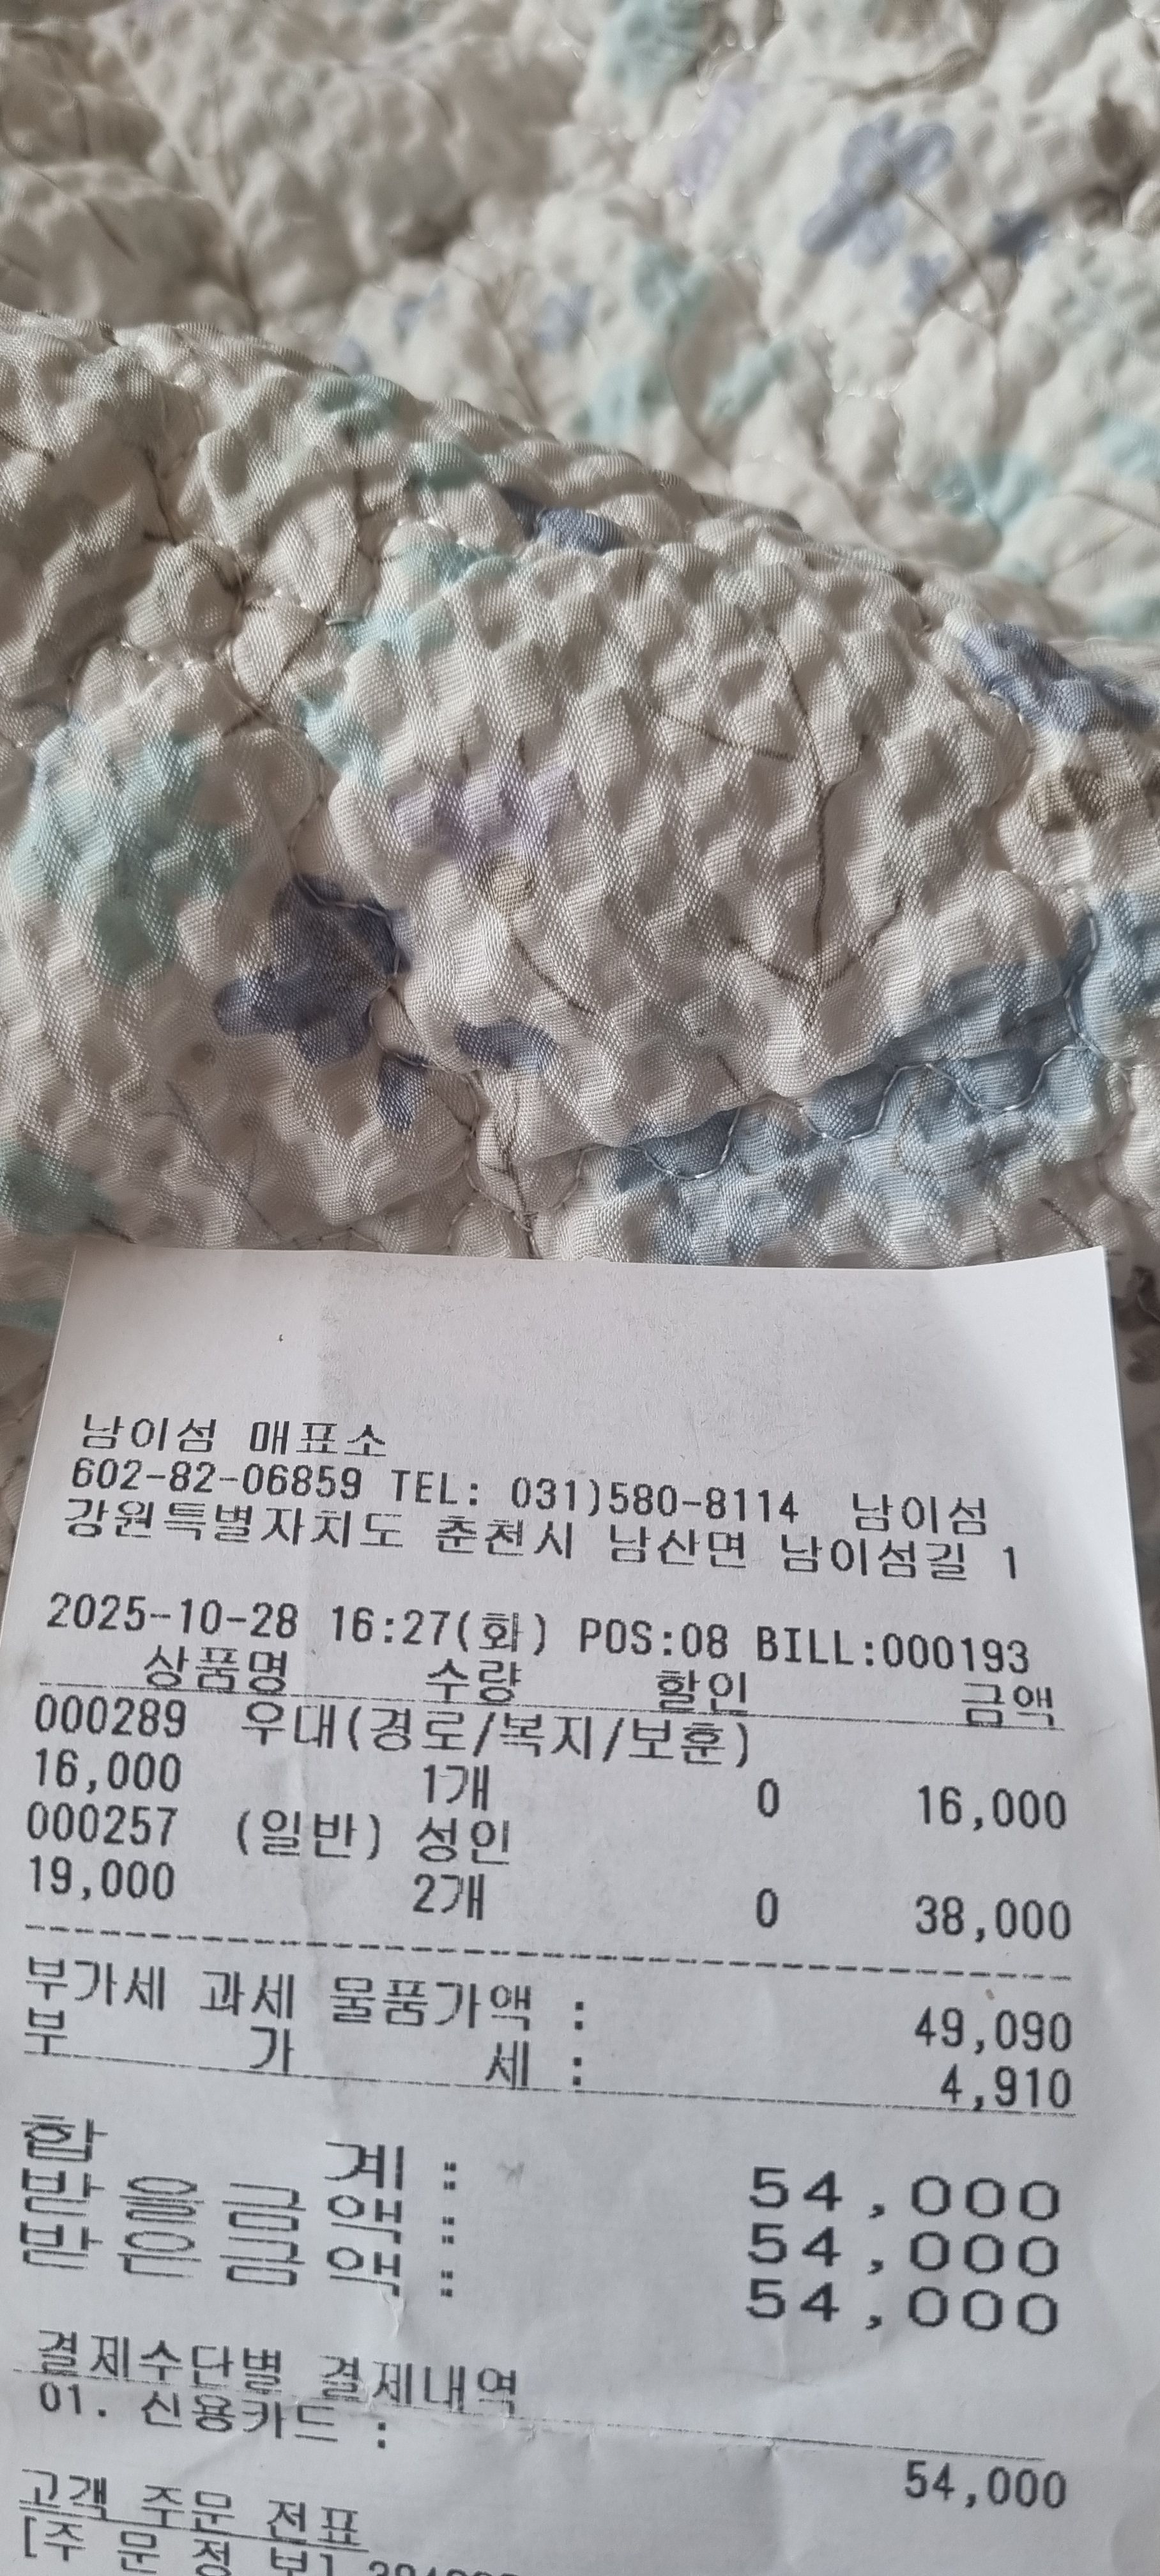 남이섬 매표소
602-82-06859 TEL: 031)580-8114 남이섬
강원특별자치도 춘천시 남산면 남이섬길 1
2025-10-28 16:27(화) POS:08 BILL:000193
상품명 수량 할인 금액
000289 우대(경로/복지/보훈)
16,000 1개 0 16,000
000257 (일반) 성인
19,000 2개 0 38,000
부가세 과세 물품가액 : 49,090
부 가 세 : 4,910
합 계 : 54,000
받을금액 : 54,000
받은금액 : 54,000
결제수단별 결제내역
01. 신용카드 : 54,000
고객 주문 전표
[주 문 정 보]